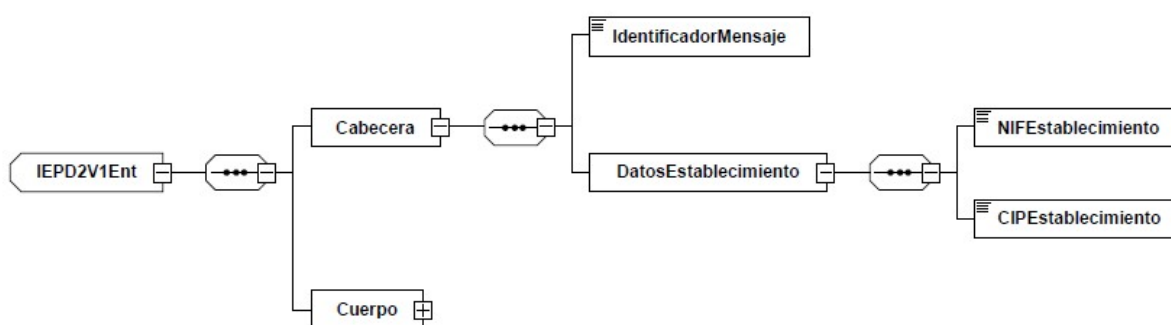 IdentificadorMensaje
Cabecera
NIFEstablecimiento
IEPD2V1Ent
DatosEstablecimiento
CIPEstablecimiento
Cuerpo